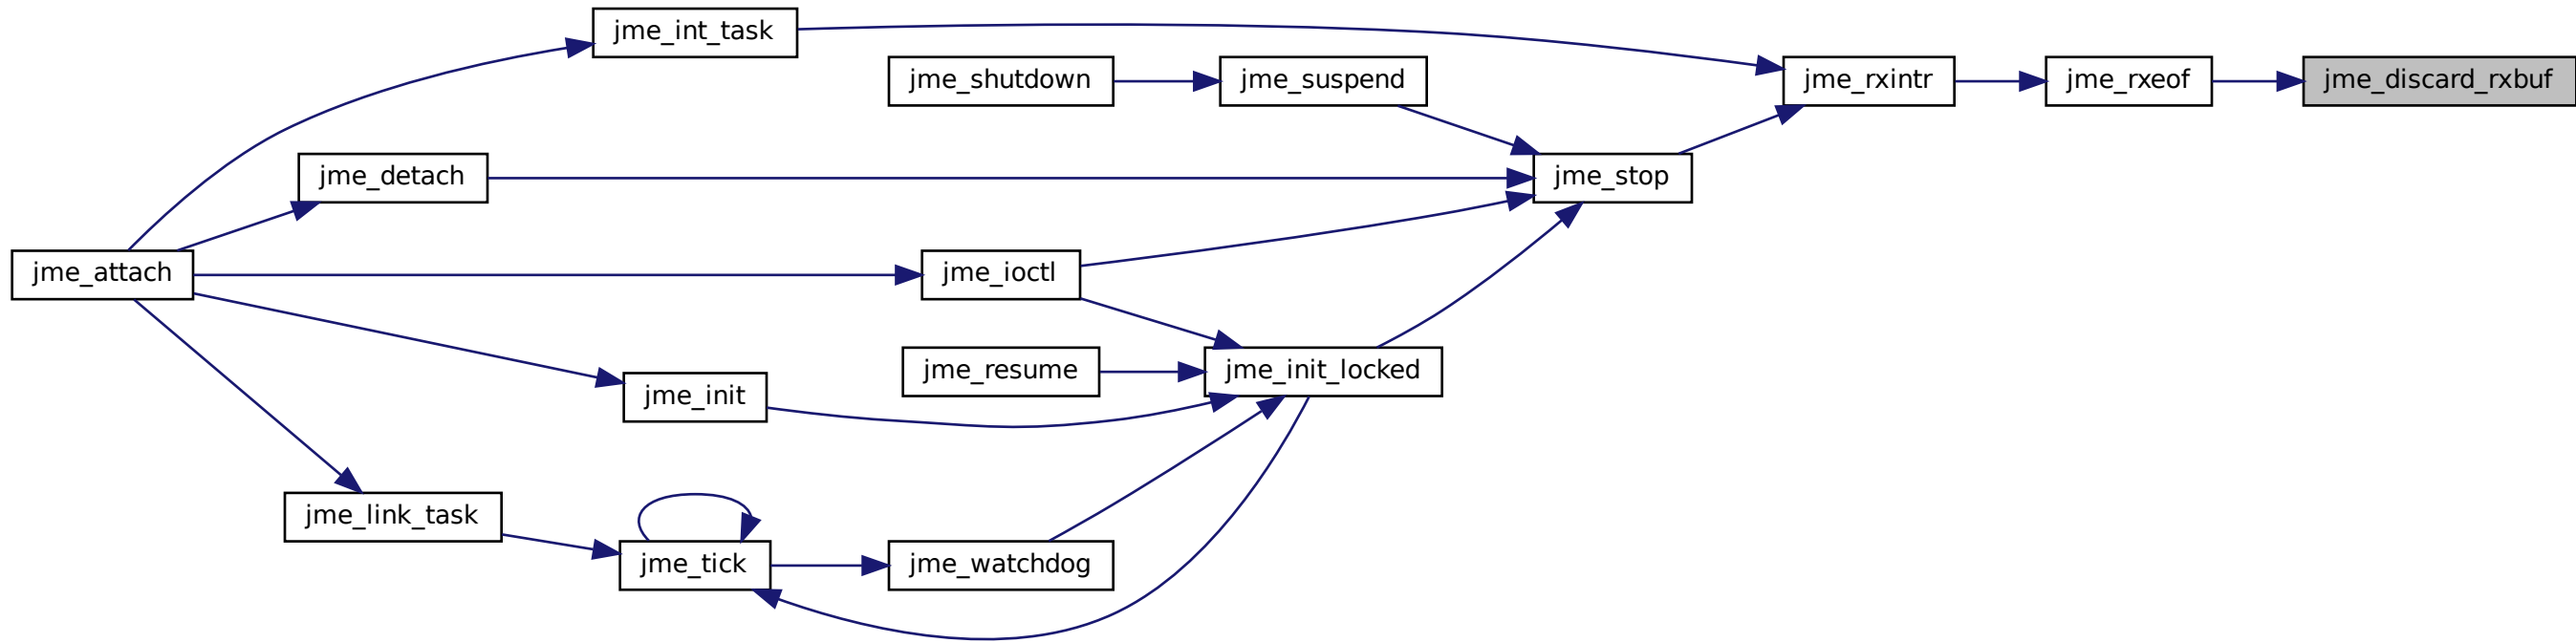 jme_int_task
jme_shutdown
jme_suspend
jme_rxintr
jme_rxeof
jme_discard_rxbuf
jme_detach
jme_stop
jme_attach
jme_ioctl
jme_resume
jme_init_locked
jme_init
jme_link_task
jme_tick
jme_watchdog